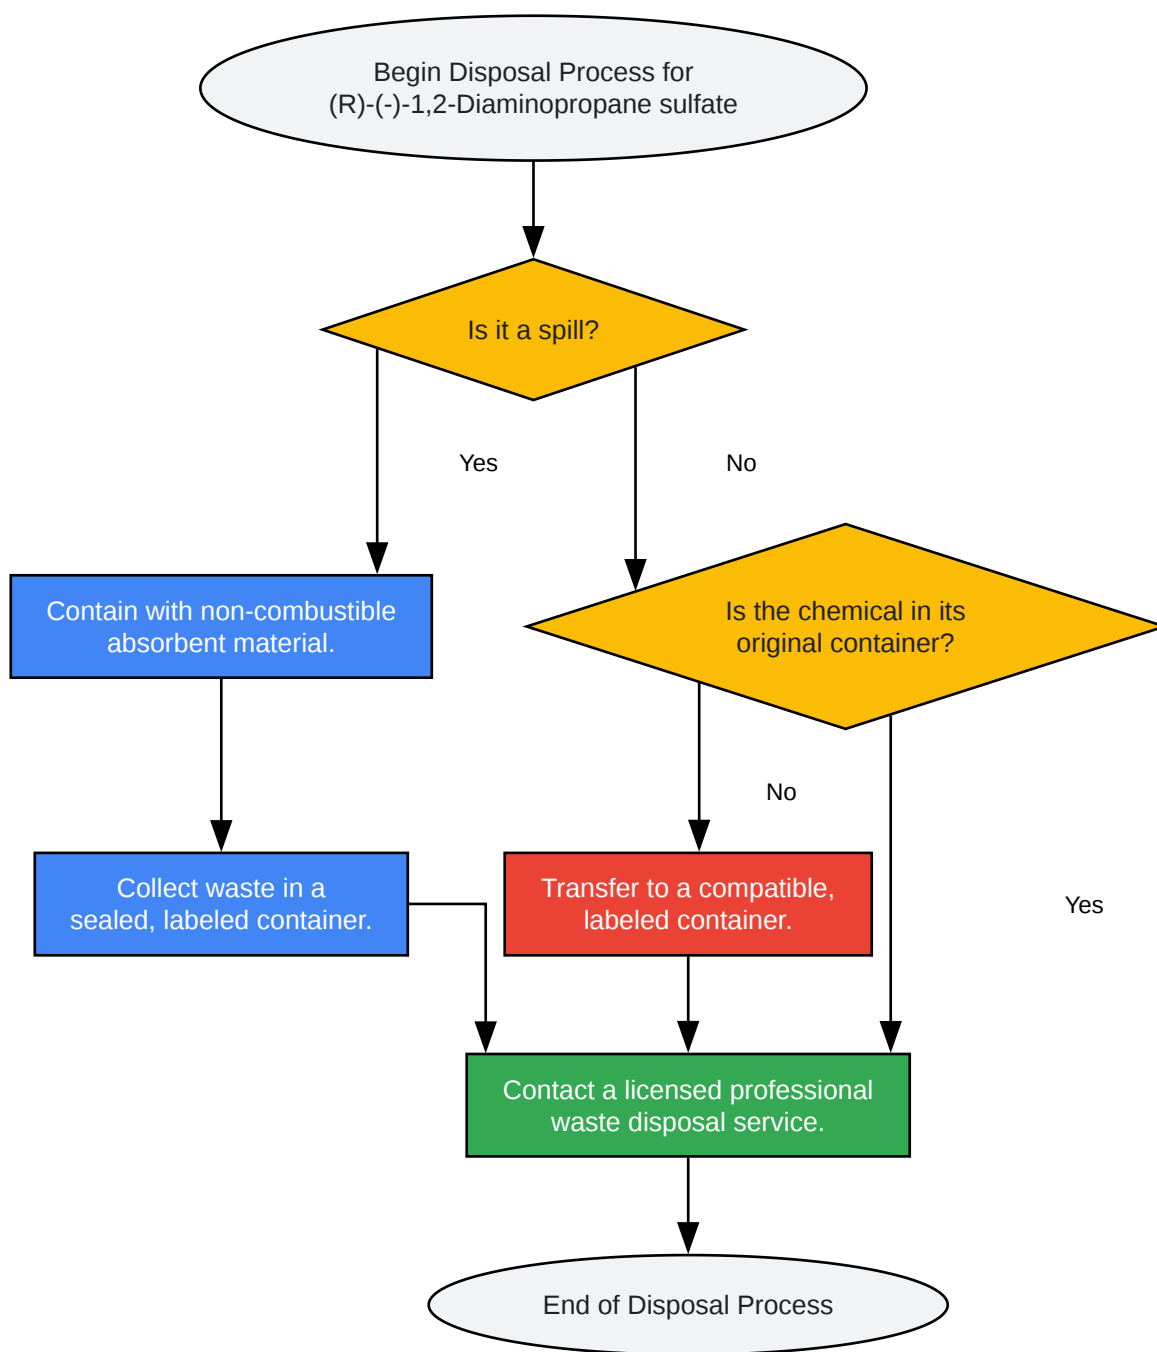 Begin Disposal Process for
(R)-(-)-1,2-Diaminopropane sulfate
Is it a spill?
Yes
No
Contain with non-combustible
absorbent material.
Is the chemical in its
original container?
No
Collect waste in a
sealed, labeled container.
Transfer to a compatible,
labeled container.
Yes
Contact a licensed professional
waste disposal service.
End of Disposal Process